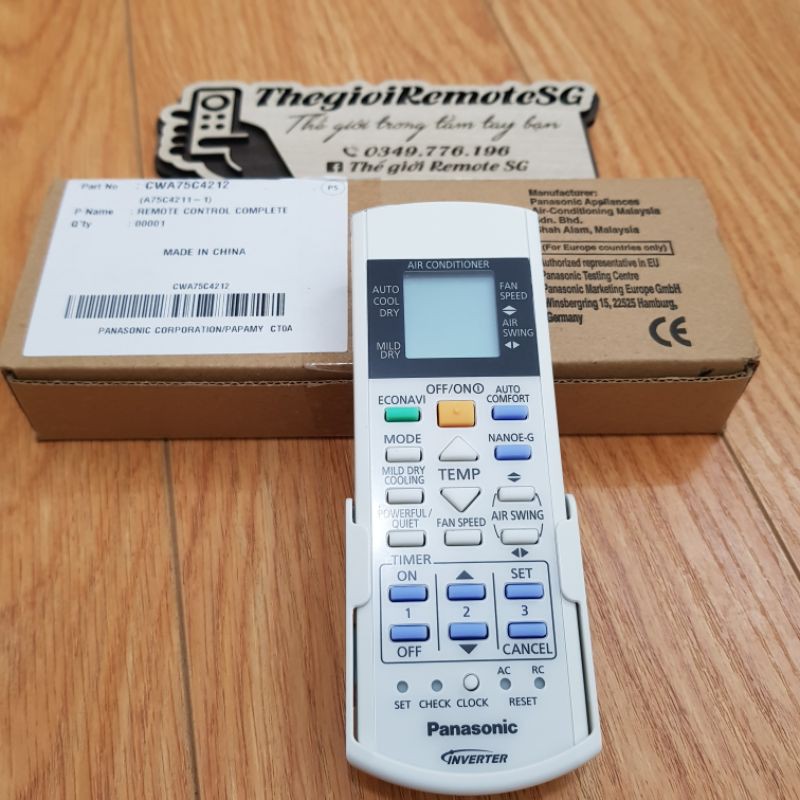 ThegioiRemoteSG
Thế giới trong tầm tay bạn
0349.776.196
Thế giới Remote SG
Part No : CWA75C4212
(A75C4211-1)
P-Name : REMOTE CONTROL COMPLETE
Q'ty : 00001
P5
MADE IN CHINA
CWA75C4212
PANASONIC CORPORATION/PAPAMY CT0A
Manufacturer:
Panasonic Appliances
Air-Conditioning Malaysia
Sdn. Bhd.
Shah Alam, Malaysia
(For Europe countries only)
Authorized representative in EU
Panasonic Testing Centre
Panasonic Marketing Europe GmbH
Winsbergring 15, 22525 Hamburg,
Germany
CE
AIR CONDITIONER
AUTO
COOL
DRY
MILD
DRY
FAN
SPEED
AIR
SWING
OFF/ON
ECONAVI
AUTO
COMFORT
MODE
NANOE-G
MILD DRY
COOLING
TEMP
POWERFUL/
QUIET
FAN SPEED
AIR SWING
TIMER
ON
SET
1
2
3
OFF
CANCEL
AC
RC
SET
CHECK
CLOCK
RESET
Panasonic
INVERTER